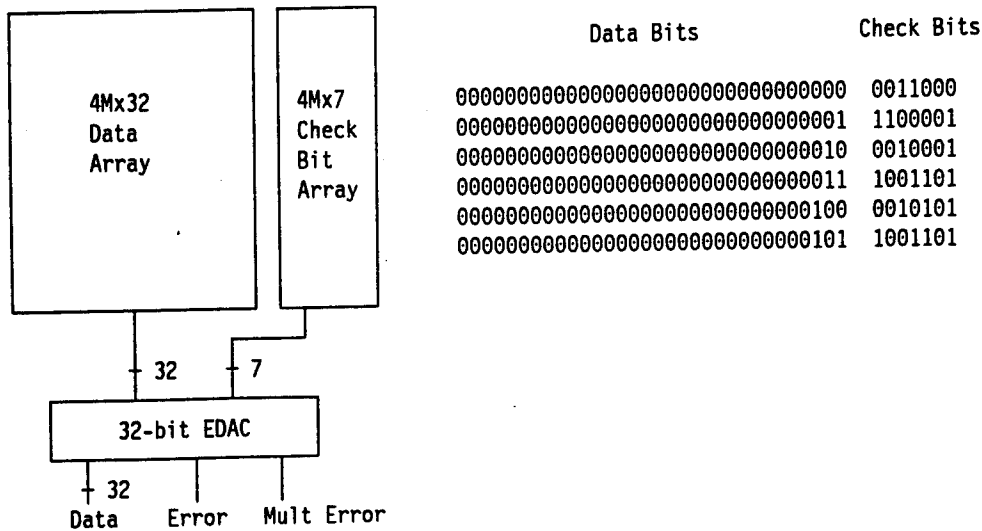 4Mx32
Data
Array
4Mx7
Check
Bit
Array
32
7
32-bit EDAC
32
Data Error Mult Error
Data Bits Check Bits
00000000000000000000000000000000 0011000
00000000000000000000000000000001 1100001
00000000000000000000000000000010 0010001
00000000000000000000000000000011 1001101
00000000000000000000000000000100 0010101
00000000000000000000000000000101 1001101